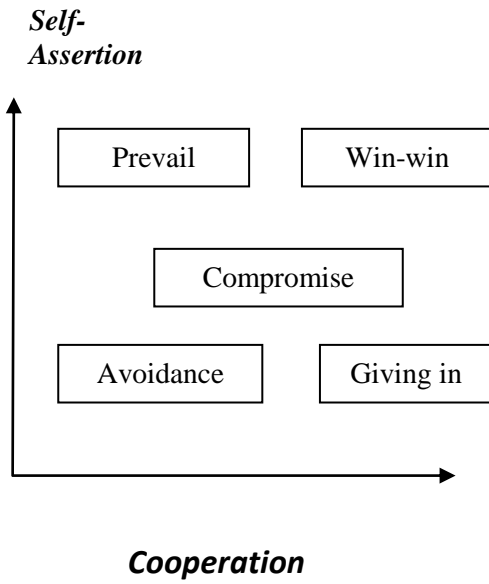 Self-
Assertion
Prevail
Win-win
Compromise
Avoidance
Giving in
Cooperation